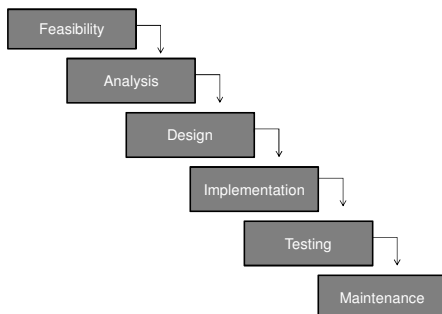 Feasibility
Analysis
Design
Implementation
Testing
Maintenance